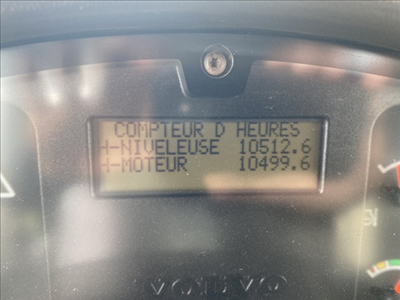 COMPTEUR D HEURES
H-NIVELEUSE 10512.6
H-MOTEUR 10499.6
VOLVO